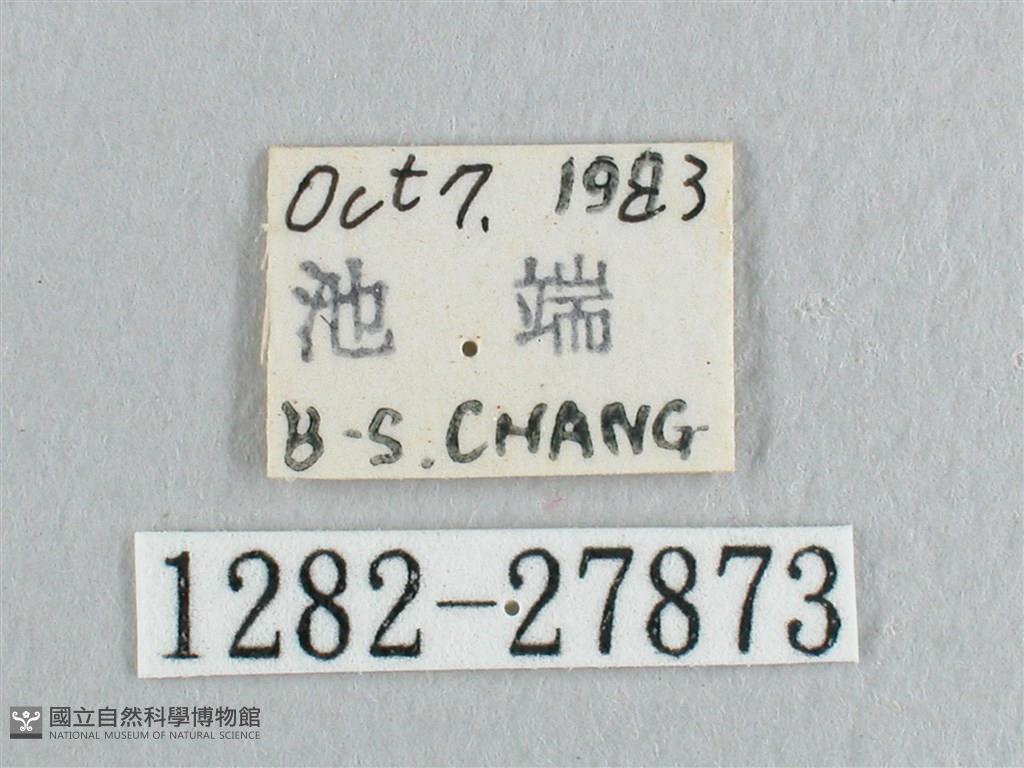 Oct 7. 1983
池端
B-S. CHANG
1282-27873
國立自然科學博物館
NATIONAL MUSEUM OF NATURAL SCIENCE